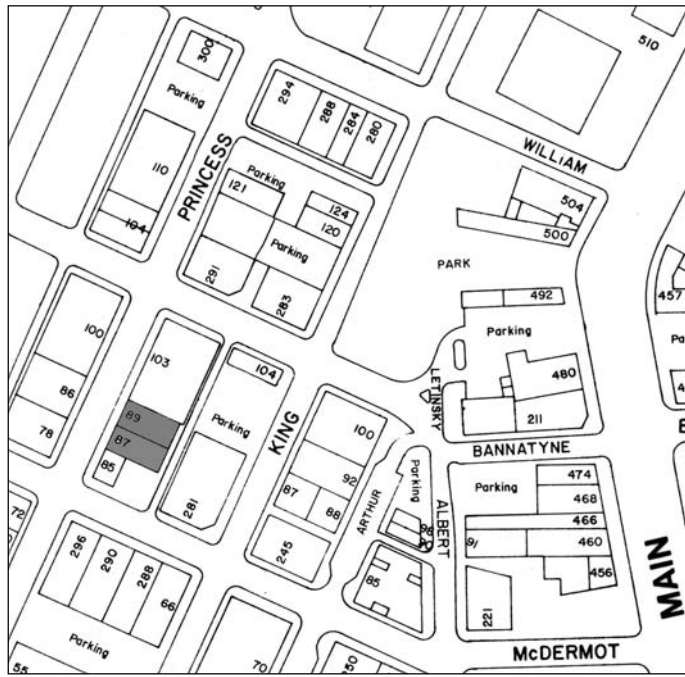 300
Parking
110
104
294
288
284
280
510
WILLIAM
PRINCESS
Parking
121
124
120
Parking
291
283
504
500
PARK
492
Parking
480
211
457
LETINSKY
BANNATYNE
100
86
78
103
89
87
85
104
Parking
281
KING
100
92
87
88
245
ARTHUR
Parking
ALBERT
85
Parking
474
468
466
91
460
456
221
MAIN
McDERMOT
72
296
290
288
66
Parking
55
70